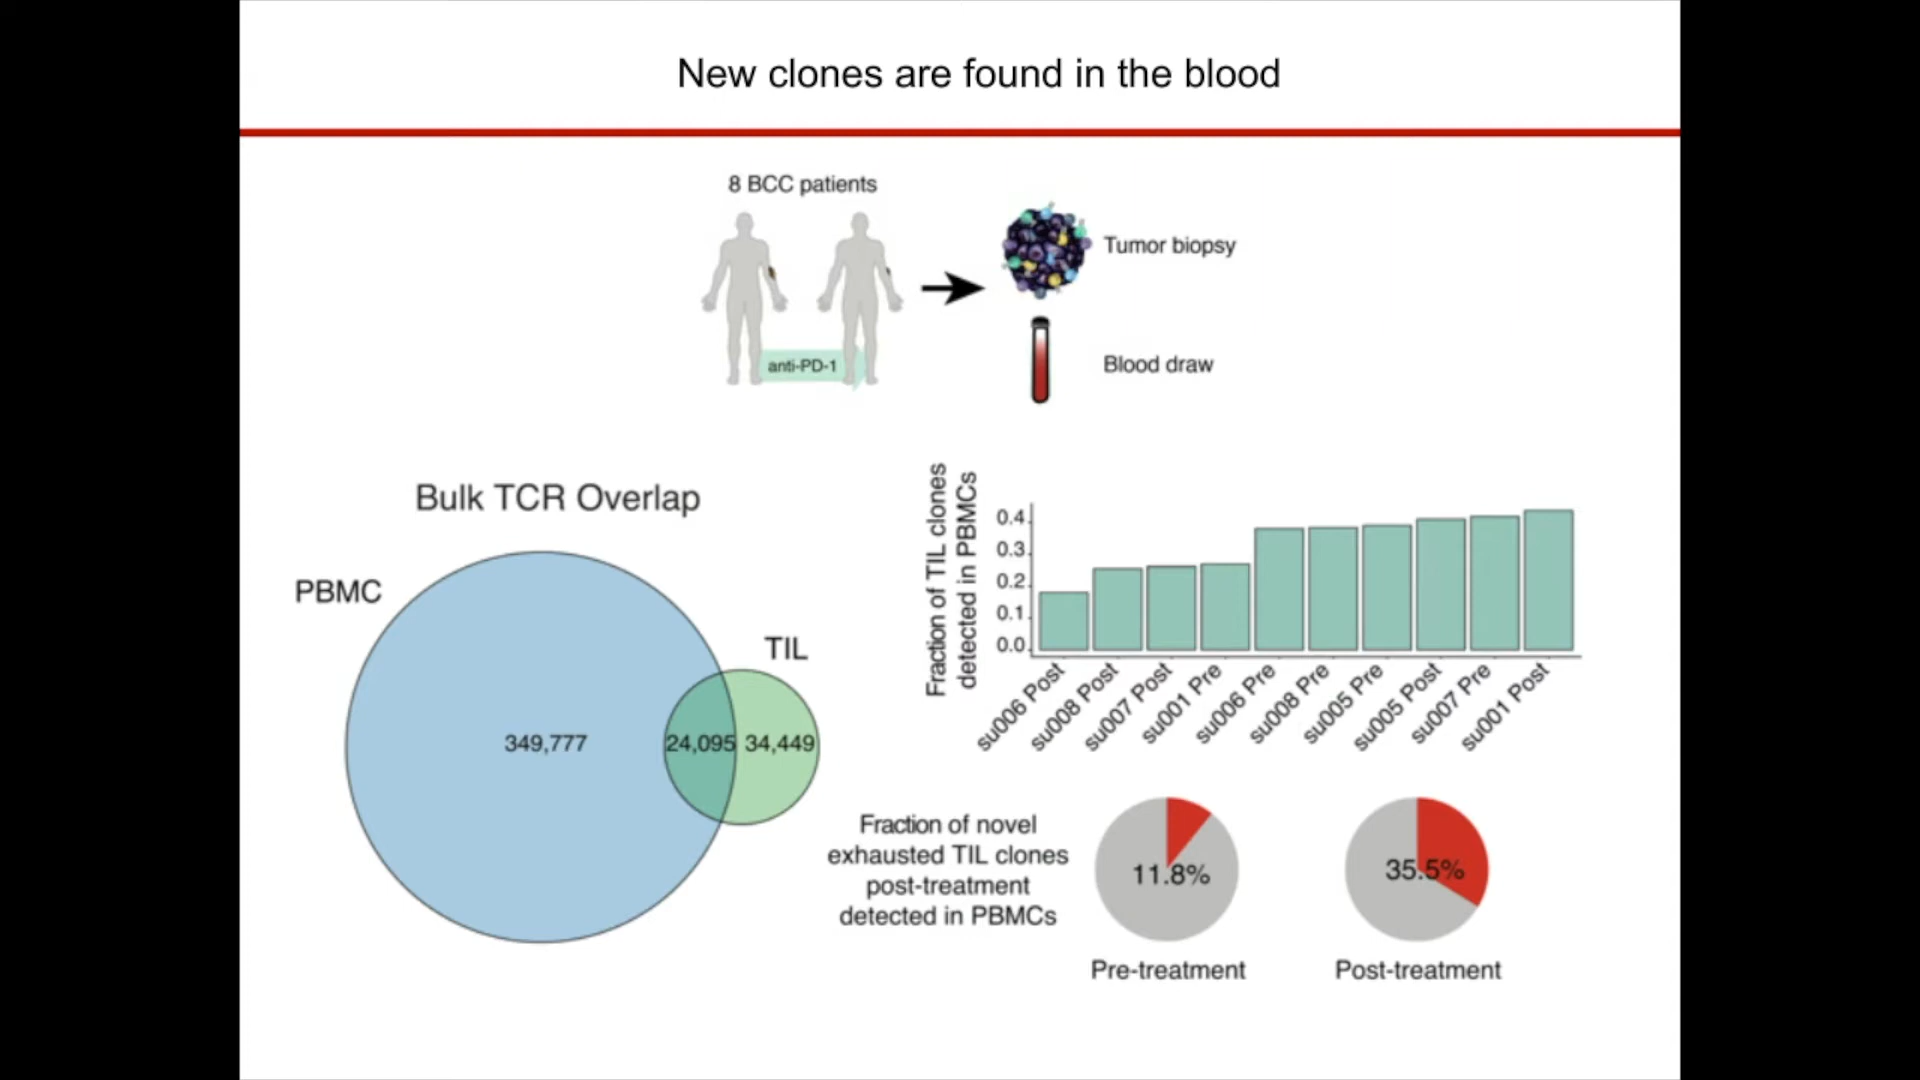 New clones are found in the blood
8 BCC patients
anti-PD-1
Tumor biopsy
Blood draw
Bulk TCR Overlap
PBMC
TIL
349,777
24,095
34,449
Fraction of TIL clones
detected in PBMCs
0.4
0.3
0.2
0.1
0.0
su006 Post
su008 Post
su007 Post
su001 Pre
su006 Pre
su008 Pre
su005 Pre
su005 Post
su007 Pre
su001 Post
Fraction of novel
exhausted TIL clones
post-treatment
detected in PBMCs
11.8%
Pre-treatment
35.5%
Post-treatment